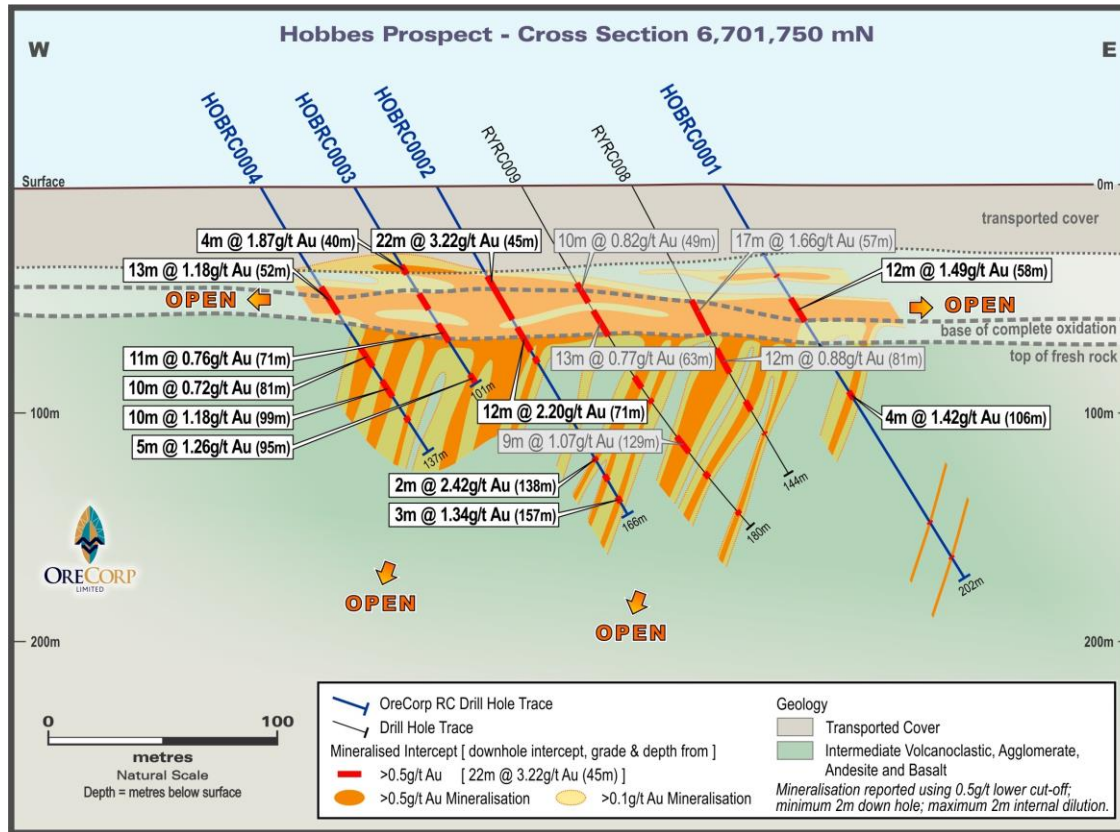 Hobbes Prospect - Cross Section 6,701,750 mN
W
E
HOBRC0004
HOBRC0003
HOBRC0002
RYRC009
RYRC008
HOBRC0001
Surface
0m
transported cover
4m @ 1.87g/t Au (40m)
22m @ 3.22g/t Au (45m)
10m @ 0.82g/t Au (49m)
17m @ 1.66g/t Au (57m)
13m @ 1.18g/t Au (52m)
12m @ 1.49g/t Au (58m)
OPEN
OPEN
base of complete oxidation
top of fresh rock
11m @ 0.76g/t Au (71m)
13m @ 0.77g/t Au (63m)
12m @ 0.88g/t Au (81m)
10m @ 0.72g/t Au (81m)
101m
100m
100m
10m @ 1.18g/t Au (99m)
12m @ 2.20g/t Au (71m)
4m @ 1.42g/t Au (106m)
5m @ 1.26g/t Au (95m)
9m @ 1.07g/t Au (129m)
137m
144m
2m @ 2.42g/t Au (138m)
3m @ 1.34g/t Au (157m)
166m
180m
202m
ORECORP
LIMITED
OPEN
OPEN
200m
200m
0
100
metres
Natural Scale
Depth = metres below surface
OreCorp RC Drill Hole Trace
Drill Hole Trace
Mineralised Intercept [ downhole intercept, grade & depth from ]
>0.5g/t Au [ 22m @ 3.22g/t Au (45m) ]
>0.5g/t Au Mineralisation
>0.1g/t Au Mineralisation
Geology
Transported Cover
Intermediate Volcanoclastic, Agglomerate,
Andesite and Basalt
Mineralisation reported using 0.5g/t lower cut-off;
minimum 2m down hole; maximum 2m internal dilution.